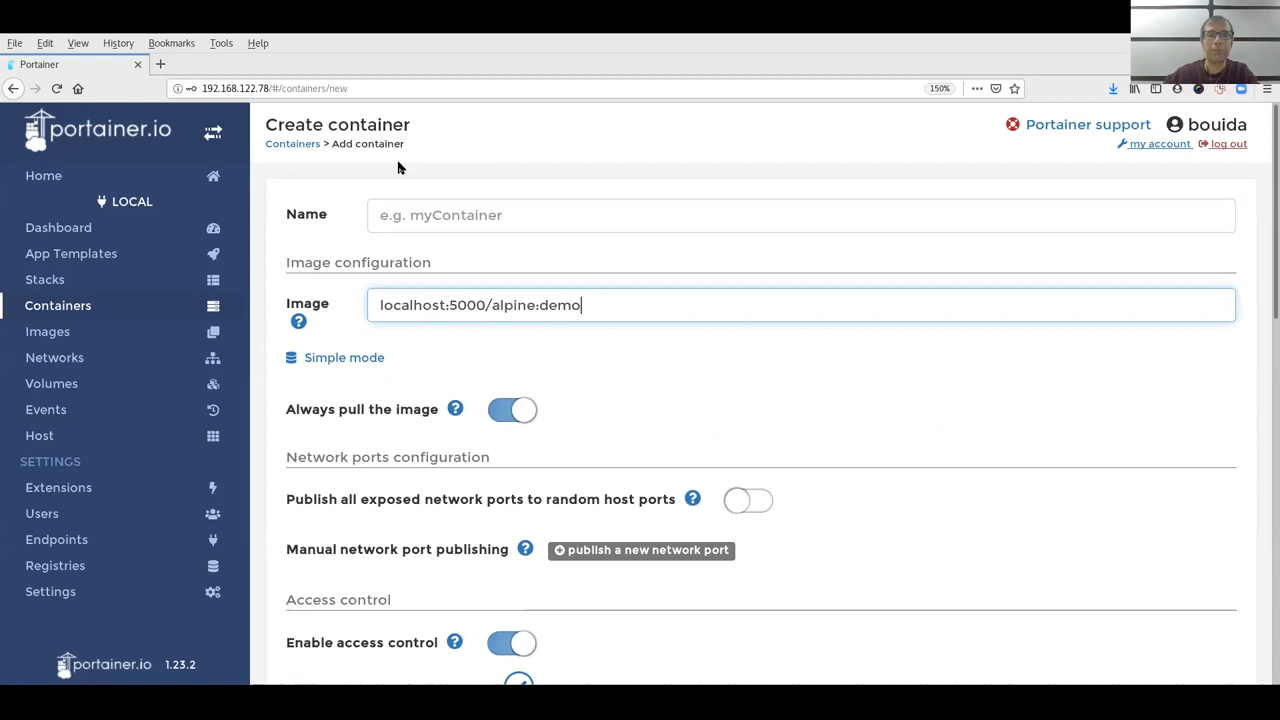 File Edit View History Bookmarks Tools Help
Portainer
192.168.122.78/#/containers/new
150%
portainer.io
Create container
Containers > Add container
Portainer support
bouida
my account
log out
Home
LOCAL
Dashboard
App Templates
Stacks
Containers
Images
Networks
Volumes
Events
Host
SETTINGS
Extensions
Users
Endpoints
Registries
Settings
portainer.io 1.23.2
Name
e.g. myContainer
Image configuration
Image
localhost:5000/alpine:demo
Simple mode
Always pull the image
Network ports configuration
Publish all exposed network ports to random host ports
Manual network port publishing
publish a new network port
Access control
Enable access control